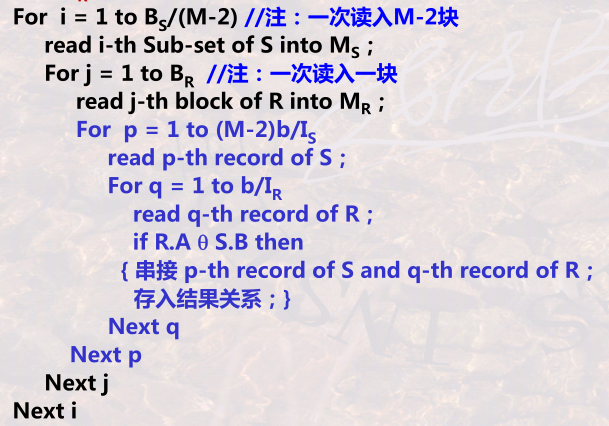 For i = 1 to BS/(M-2) //注：一次读入M-2块
read i-th Sub-set of S into MS ;
For j = 1 to BR //注：一次读入一块
read j-th block of R into MR ;
For p = 1 to (M-2)b/IS
read p-th record of S ;
For q = 1 to b/IR
read q-th record of R ;
if R.A θ S.B then
{ 串接 p-th record of S and q-th record of R ;
存入结果关系；}
Next q
Next p
Next j
Next i